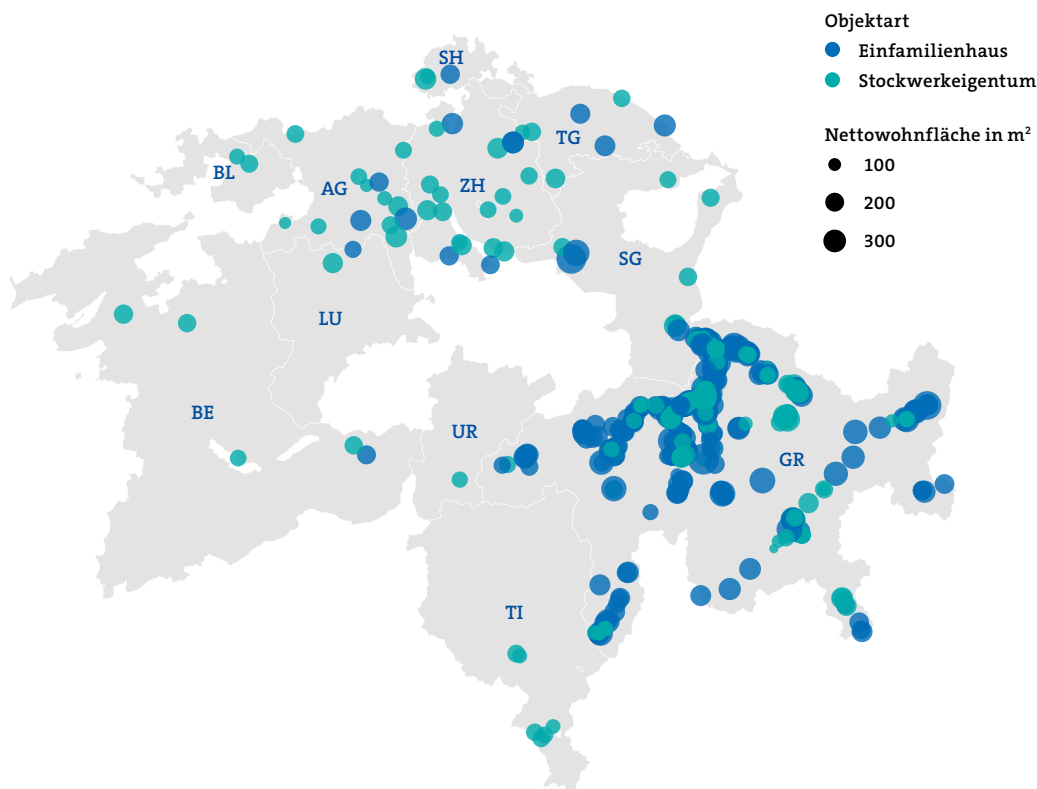 Objektart
Einfamilienhaus
Stockwerkeigentum
Nettowohnfläche in m²
100
200
300
SH
TG
BL
AG
ZH
SG
LU
BE
UR
GR
TI